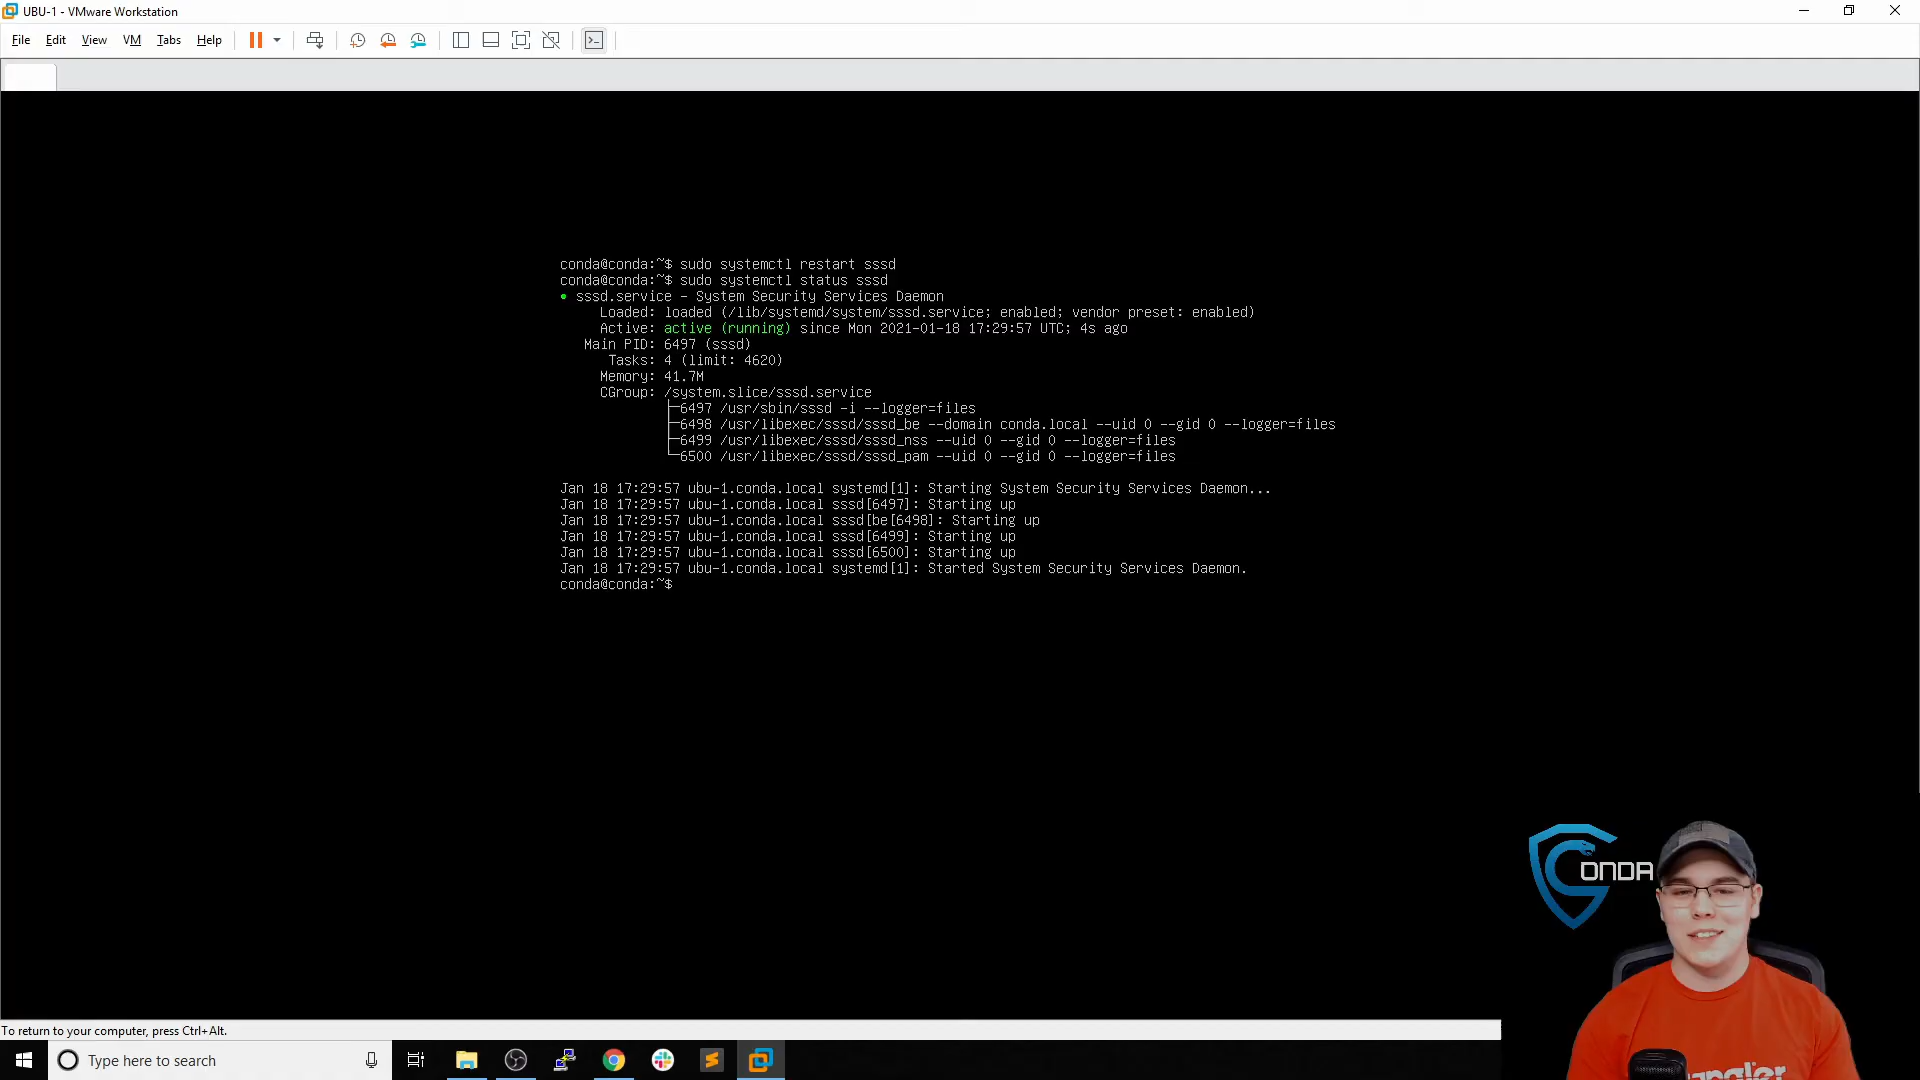 UBU-1 - VMware Workstation
File Edit View VM Tabs Help
conda@conda:~$ sudo systemctl restart sssd
conda@conda:~$ sudo systemctl status sssd
● sssd.service - System Security Services Daemon
Loaded: loaded (/lib/systemd/system/sssd.service; enabled; vendor preset: enabled)
Active: active (running) since Mon 2021-01-18 17:29:57 UTC; 4s ago
Main PID: 6497 (sssd)
Tasks: 4 (limit: 4620)
Memory: 41.7M
CGroup: /system.slice/sssd.service
├─6497 /usr/sbin/sssd -i --logger=files
├─6498 /usr/libexec/sssd/sssd_be --domain conda.local --uid 0 --gid 0 --logger=files
├─6499 /usr/libexec/sssd/sssd_nss --uid 0 --gid 0 --logger=files
└─6500 /usr/libexec/sssd/sssd_pam --uid 0 --gid 0 --logger=files
Jan 18 17:29:57 ubu-1.conda.local systemd[1]: Starting System Security Services Daemon...
Jan 18 17:29:57 ubu-1.conda.local sssd[6497]: Starting up
Jan 18 17:29:57 ubu-1.conda.local sssd[be[6498]: Starting up
Jan 18 17:29:57 ubu-1.conda.local sssd[6499]: Starting up
Jan 18 17:29:57 ubu-1.conda.local sssd[6500]: Starting up
Jan 18 17:29:57 ubu-1.conda.local systemd[1]: Started System Security Services Daemon.
conda@conda:~$
CONDA
To return to your computer, press Ctrl+Alt.
Type here to search